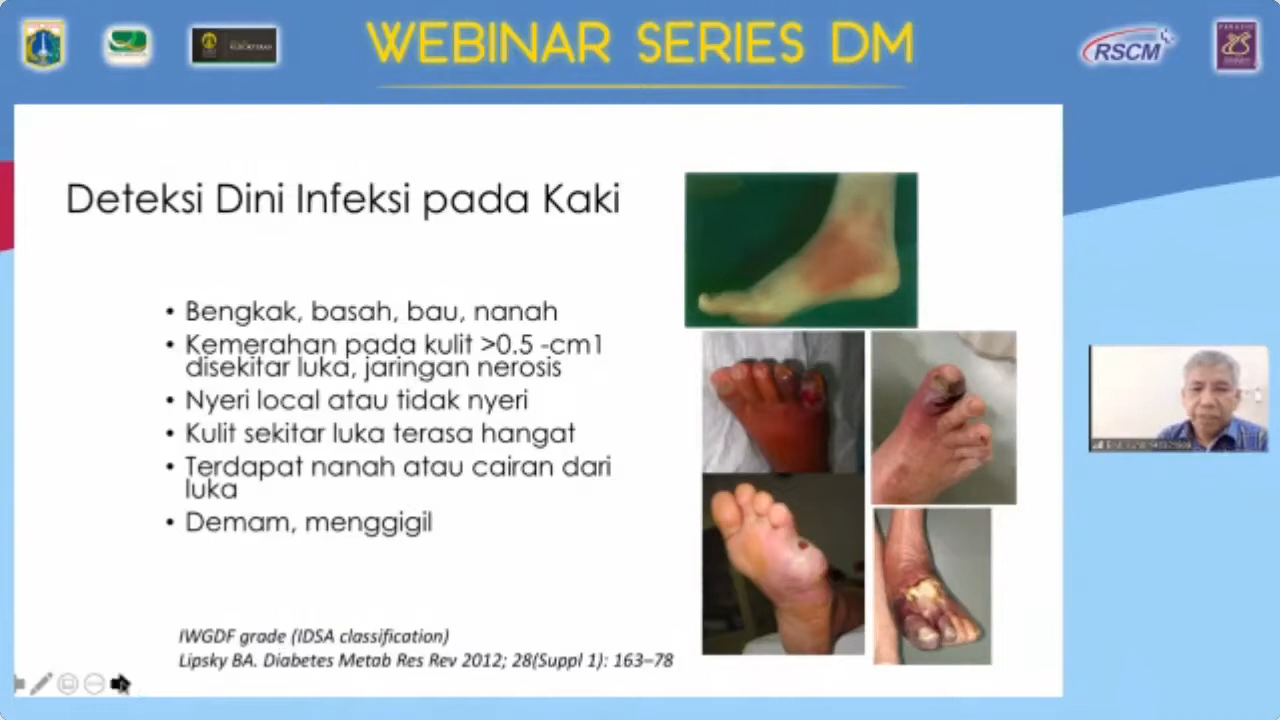 WEBINAR SERIES DM
RSCM
Deteksi Dini Infeksi pada Kaki
• Bengkak, basah, bau, nanah
• Kemerahan pada kulit >0.5 -cm1
disekitar luka, jaringan nerosis
• Nyeri local atau tidak nyeri
• Kulit sekitar luka terasa hangat
• Terdapat nanah atau cairan dari
luka
• Demam, menggigil
IWGDF grade (IDSA classification)
Lipsky BA. Diabetes Metab Res Rev 2012; 28(Suppl 1): 163–78